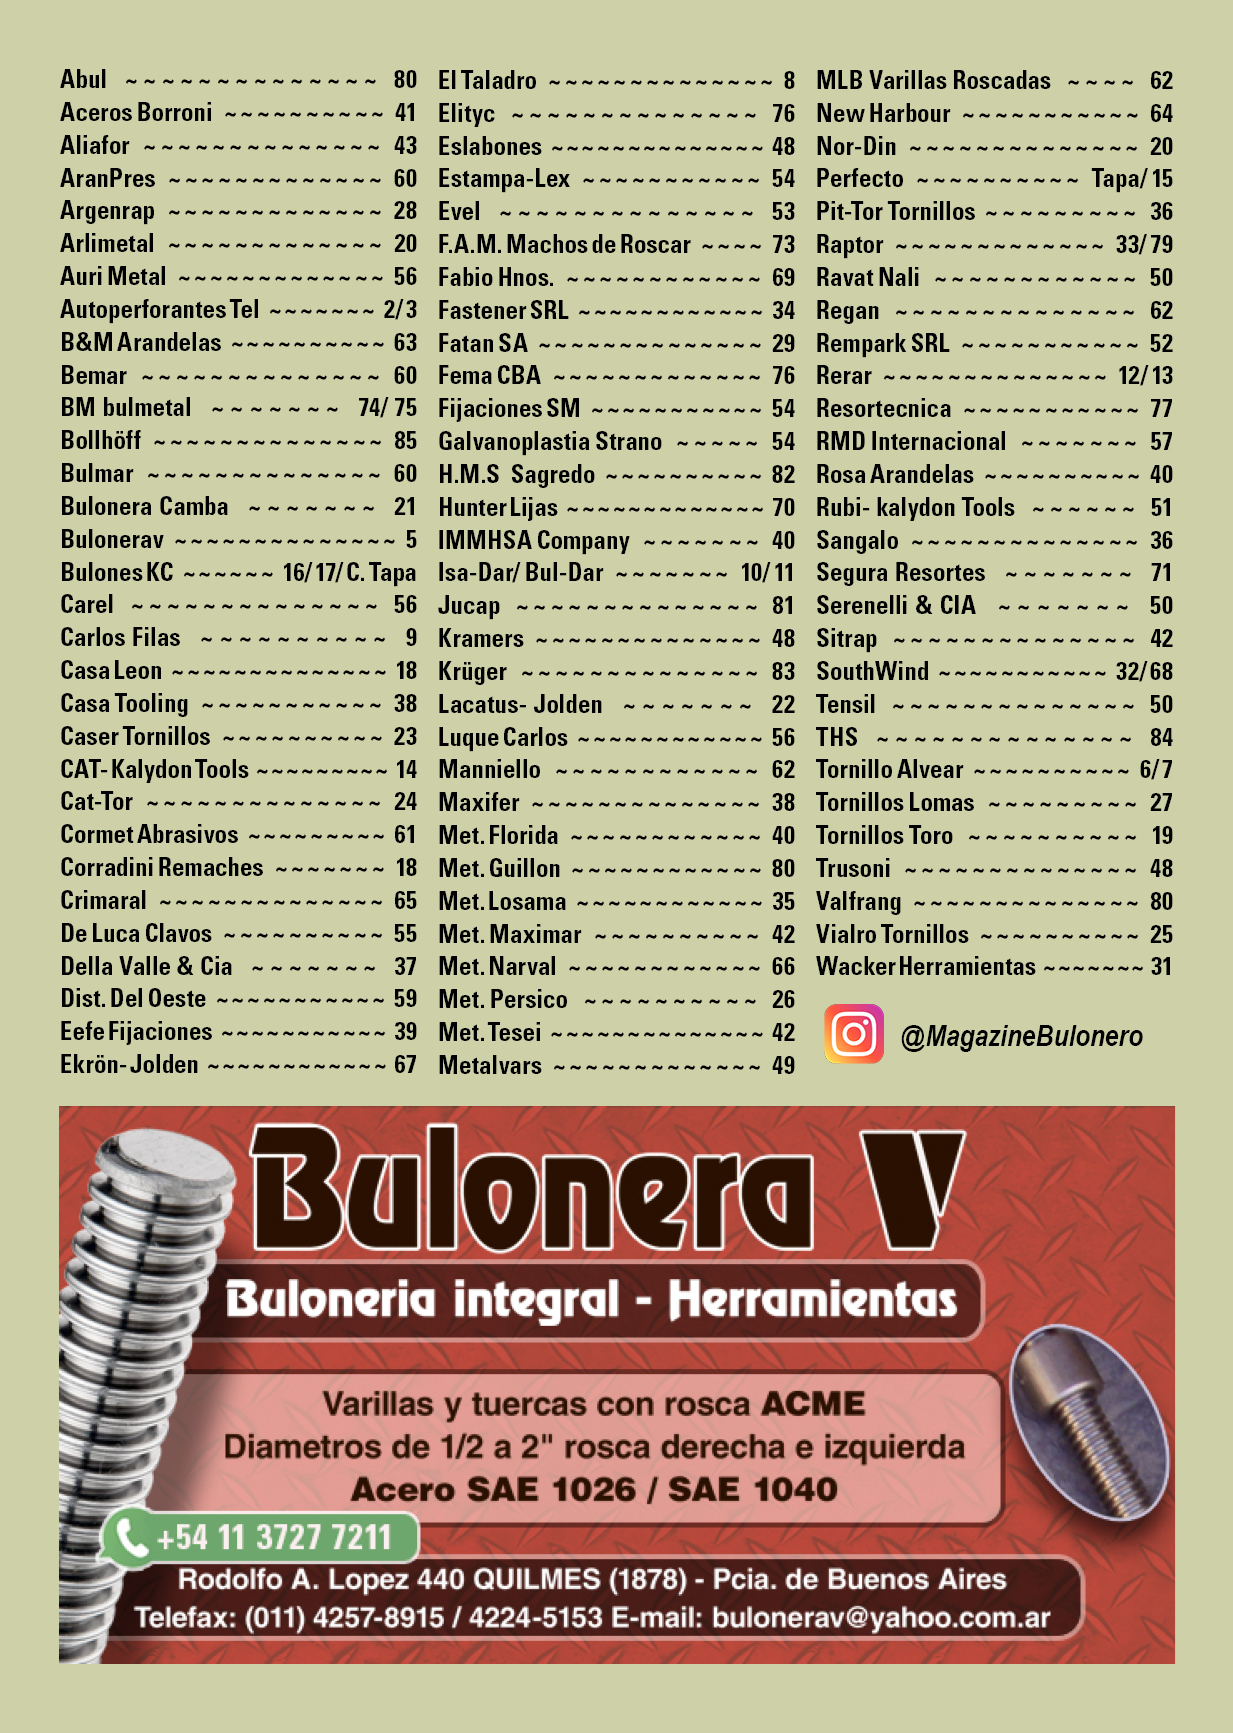 Abul ~ ~ ~ ~ ~ ~ ~ ~ ~ ~ ~ ~ ~ ~ 80
Aceros Borroni ~ ~ ~ ~ ~ ~ ~ ~ ~ ~ 41
Aliafor ~ ~ ~ ~ ~ ~ ~ ~ ~ ~ ~ ~ ~ ~ 43
AranPres ~ ~ ~ ~ ~ ~ ~ ~ ~ ~ ~ ~ ~ 60
Argenrap ~ ~ ~ ~ ~ ~ ~ ~ ~ ~ ~ ~ ~ 28
Arlimetal ~ ~ ~ ~ ~ ~ ~ ~ ~ ~ ~ ~ ~ 20
Auri Metal ~ ~ ~ ~ ~ ~ ~ ~ ~ ~ ~ ~ ~ 56
Autoperforantes Tel ~ ~ ~ ~ ~ ~ ~ 2/3
B&M Arandelas ~ ~ ~ ~ ~ ~ ~ ~ ~ ~ 63
Bemar ~ ~ ~ ~ ~ ~ ~ ~ ~ ~ ~ ~ ~ ~ 60
BM bulmetal ~ ~ ~ ~ ~ ~ ~ 74/ 75
Bollhöff ~ ~ ~ ~ ~ ~ ~ ~ ~ ~ ~ ~ ~ ~ 85
Bulmar ~ ~ ~ ~ ~ ~ ~ ~ ~ ~ ~ ~ ~ ~ 60
Bulonera Camba ~ ~ ~ ~ ~ ~ ~ 21
Bulonerav ~ ~ ~ ~ ~ ~ ~ ~ ~ ~ ~ ~ ~ ~ 5
Bulones KC ~ ~ ~ ~ ~ ~ 16/ 17/ C. Tapa
Carel ~ ~ ~ ~ ~ ~ ~ ~ ~ ~ ~ ~ ~ ~ 56
Carlos Filas ~ ~ ~ ~ ~ ~ ~ ~ ~ ~ 9
Casa Leon ~ ~ ~ ~ ~ ~ ~ ~ ~ ~ ~ ~ ~ ~ 18
Casa Tooling ~ ~ ~ ~ ~ ~ ~ ~ ~ ~ ~ 38
Caser Tornillos ~ ~ ~ ~ ~ ~ ~ ~ ~ ~ 23
CAT- Kalydon Tools ~ ~ ~ ~ ~ ~ ~ ~ ~ 14
Cat-Tor ~ ~ ~ ~ ~ ~ ~ ~ ~ ~ ~ ~ ~ ~ 24
Cormet Abrasivos ~ ~ ~ ~ ~ ~ ~ ~ ~ 61
Corradini Remaches ~ ~ ~ ~ ~ ~ ~ 18
Crimaral ~ ~ ~ ~ ~ ~ ~ ~ ~ ~ ~ ~ ~ ~ 65
De Luca Clavos ~ ~ ~ ~ ~ ~ ~ ~ ~ ~ 55
Della Valle & Cia ~ ~ ~ ~ ~ ~ ~ 37
Dist. Del Oeste ~ ~ ~ ~ ~ ~ ~ ~ ~ ~ ~ 59
Eefe Fijaciones ~ ~ ~ ~ ~ ~ ~ ~ ~ ~ ~ 39
Ekrön- Jolden ~ ~ ~ ~ ~ ~ ~ ~ ~ ~ ~ ~ 67
El Taladro ~ ~ ~ ~ ~ ~ ~ ~ ~ ~ ~ ~ ~ ~ 8
Elityc ~ ~ ~ ~ ~ ~ ~ ~ ~ ~ ~ ~ ~ ~ 76
Eslabones ~ ~ ~ ~ ~ ~ ~ ~ ~ ~ ~ ~ ~ ~ 48
Estampa-Lex ~ ~ ~ ~ ~ ~ ~ ~ ~ ~ ~ 54
Evel ~ ~ ~ ~ ~ ~ ~ ~ ~ ~ ~ ~ ~ ~ 53
F.A.M. Machos de Roscar ~ ~ ~ ~ 73
Fabio Hnos. ~ ~ ~ ~ ~ ~ ~ ~ ~ ~ ~ ~ 69
Fastener SRL ~ ~ ~ ~ ~ ~ ~ ~ ~ ~ ~ ~ 34
Fatan SA ~ ~ ~ ~ ~ ~ ~ ~ ~ ~ ~ ~ ~ ~ 29
Fema CBA ~ ~ ~ ~ ~ ~ ~ ~ ~ ~ ~ ~ ~ 76
Fijaciones SM ~ ~ ~ ~ ~ ~ ~ ~ ~ ~ ~ 54
Galvanoplastia Strano ~ ~ ~ ~ ~ 54
H.M.S Sagredo ~ ~ ~ ~ ~ ~ ~ ~ ~ ~ 82
Hunter Lijas ~ ~ ~ ~ ~ ~ ~ ~ ~ ~ ~ ~ ~ 70
IMMHSA Company ~ ~ ~ ~ ~ ~ ~ 40
Isa-Dar/ Bul-Dar ~ ~ ~ ~ ~ ~ ~ 10/ 11
Jucap ~ ~ ~ ~ ~ ~ ~ ~ ~ ~ ~ ~ ~ ~ 81
Kramers ~ ~ ~ ~ ~ ~ ~ ~ ~ ~ ~ ~ ~ ~ 48
Krüger ~ ~ ~ ~ ~ ~ ~ ~ ~ ~ ~ ~ ~ 83
Lacatus- Jolden ~ ~ ~ ~ ~ ~ ~ 22
Luque Carlos ~ ~ ~ ~ ~ ~ ~ ~ ~ ~ ~ ~ 56
Manniello ~ ~ ~ ~ ~ ~ ~ ~ ~ ~ ~ ~ 62
Maxifer ~ ~ ~ ~ ~ ~ ~ ~ ~ ~ ~ ~ ~ ~ 38
Met. Florida ~ ~ ~ ~ ~ ~ ~ ~ ~ ~ ~ ~ 40
Met. Guillon ~ ~ ~ ~ ~ ~ ~ ~ ~ ~ ~ ~ 80
Met. Losama ~ ~ ~ ~ ~ ~ ~ ~ ~ ~ ~ ~ 35
Met. Maximar ~ ~ ~ ~ ~ ~ ~ ~ ~ ~ 42
Met. Narval ~ ~ ~ ~ ~ ~ ~ ~ ~ ~ ~ ~ 66
Met. Persico ~ ~ ~ ~ ~ ~ ~ ~ ~ ~ 26
Met. Tesei ~ ~ ~ ~ ~ ~ ~ ~ ~ ~ ~ ~ ~ ~ 42
Metalvars ~ ~ ~ ~ ~ ~ ~ ~ ~ ~ ~ ~ ~ 49
MLB Varillas Roscadas ~ ~ ~ ~ 62
New Harbour ~ ~ ~ ~ ~ ~ ~ ~ ~ ~ ~ 64
Nor-Din ~ ~ ~ ~ ~ ~ ~ ~ ~ ~ ~ ~ ~ ~ 20
Perfecto ~ ~ ~ ~ ~ ~ ~ ~ ~ ~ Tapa/ 15
Pit-Tor Tornillos ~ ~ ~ ~ ~ ~ ~ ~ ~ 36
Raptor ~ ~ ~ ~ ~ ~ ~ ~ ~ ~ ~ ~ ~ 33/ 79
Ravat Nali ~ ~ ~ ~ ~ ~ ~ ~ ~ ~ ~ ~ 50
Regan ~ ~ ~ ~ ~ ~ ~ ~ ~ ~ ~ ~ ~ ~ 62
Rempark SRL ~ ~ ~ ~ ~ ~ ~ ~ ~ ~ ~ 52
Rerar ~ ~ ~ ~ ~ ~ ~ ~ ~ ~ ~ ~ ~ ~ 12/ 13
Resortecnica ~ ~ ~ ~ ~ ~ ~ ~ ~ ~ ~ 77
RMD Internacional ~ ~ ~ ~ ~ ~ ~ 57
Rosa Arandelas ~ ~ ~ ~ ~ ~ ~ ~ ~ ~ 40
Rubi- kalydon Tools ~ ~ ~ ~ ~ ~ 51
Sangalo ~ ~ ~ ~ ~ ~ ~ ~ ~ ~ ~ ~ ~ ~ 36
Segura Resortes ~ ~ ~ ~ ~ ~ ~ 71
Serenelli & CIA ~ ~ ~ ~ ~ ~ ~ 50
Sitrap ~ ~ ~ ~ ~ ~ ~ ~ ~ ~ ~ ~ ~ ~ 42
SouthWind ~ ~ ~ ~ ~ ~ ~ ~ ~ ~ ~ 32/ 68
Tensil ~ ~ ~ ~ ~ ~ ~ ~ ~ ~ ~ ~ ~ ~ 50
THS ~ ~ ~ ~ ~ ~ ~ ~ ~ ~ ~ ~ ~ ~ 84
Tornillo Alvear ~ ~ ~ ~ ~ ~ ~ ~ ~ ~ 6/ 7
Tornillos Lomas ~ ~ ~ ~ ~ ~ ~ ~ ~ 27
Tornillos Toro ~ ~ ~ ~ ~ ~ ~ ~ ~ ~ 19
Trusoni ~ ~ ~ ~ ~ ~ ~ ~ ~ ~ ~ ~ ~ ~ 48
Valfrang ~ ~ ~ ~ ~ ~ ~ ~ ~ ~ ~ ~ ~ ~ 80
Vialro Tornillos ~ ~ ~ ~ ~ ~ ~ ~ ~ ~ 25
Wacker Herramientas ~ ~ ~ ~ ~ ~ ~ 31
@MagazineBulonero
Bulonera V
Buloneria integral - Herramientas
Varillas y tuercas con rosca ACME
Diametros de 1/2 a 2" rosca derecha e izquierda
Acero SAE 1026 / SAE 1040
+54 11 3727 7211
Rodolfo A. Lopez 440 QUILMES (1878) - Pcia. de Buenos Aires
Telefax: (011) 4257-8915 / 4224-5153 E-mail: bulonerav@yahoo.com.ar